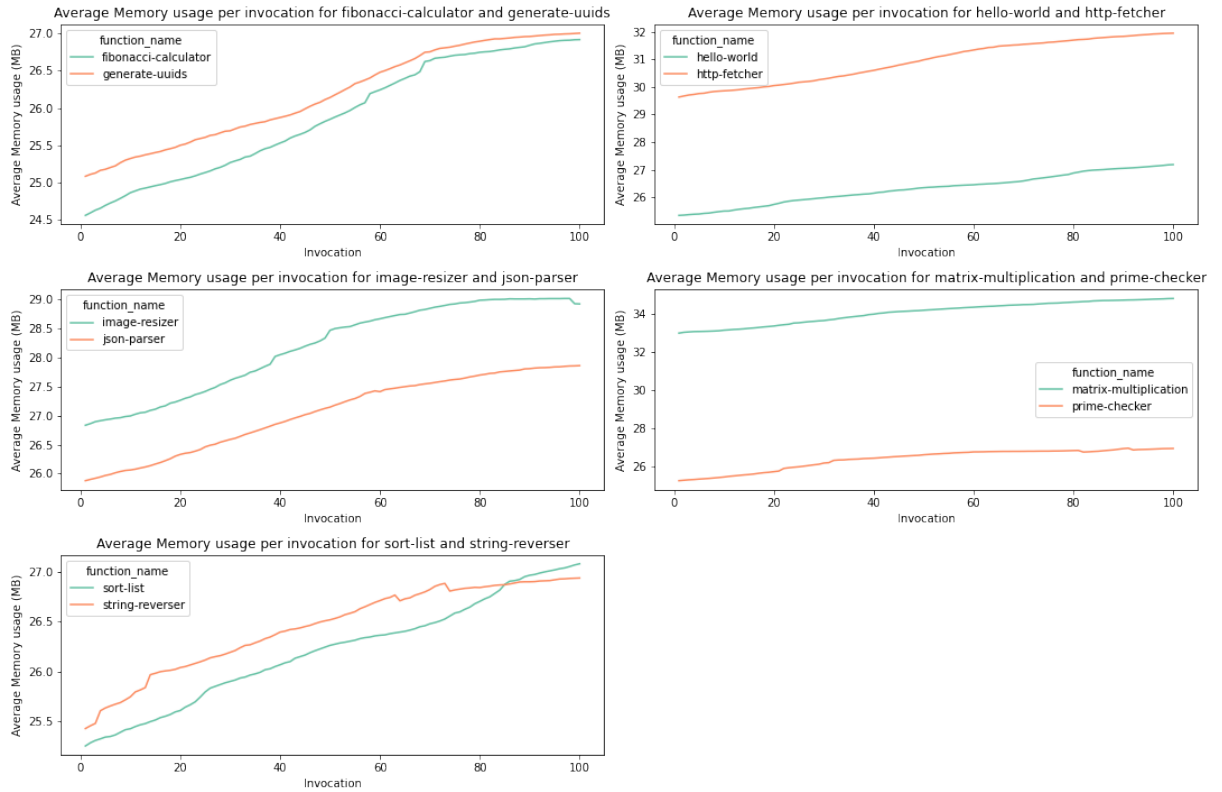 Average Memory usage per invocation for fibonacci-calculator and generate-uuids
Average Memory usage (MB)
27.0
26.5
26.0
25.5
25.0
24.5
function_name
fibonacci-calculator
generate-uuids
0 20 40 60 80 100
Invocation
Average Memory usage per invocation for hello-world and http-fetcher
Average Memory usage (MB)
32
31
30
29
28
27
26
function_name
hello-world
http-fetcher
0 20 40 60 80 100
Invocation
Average Memory usage per invocation for image-resizer and json-parser
Average Memory usage (MB)
29.0
28.5
28.0
27.5
27.0
26.5
26.0
function_name
image-resizer
json-parser
0 20 40 60 80 100
Invocation
Average Memory usage per invocation for matrix-multiplication and prime-checker
Average Memory usage (MB)
34
32
30
28
26
function_name
matrix-multiplication
prime-checker
0 20 40 60 80 100
Invocation
Average Memory usage per invocation for sort-list and string-reverser
Average Memory usage (MB)
27.0
26.5
26.0
25.5
function_name
sort-list
string-reverser
0 20 40 60 80 100
Invocation